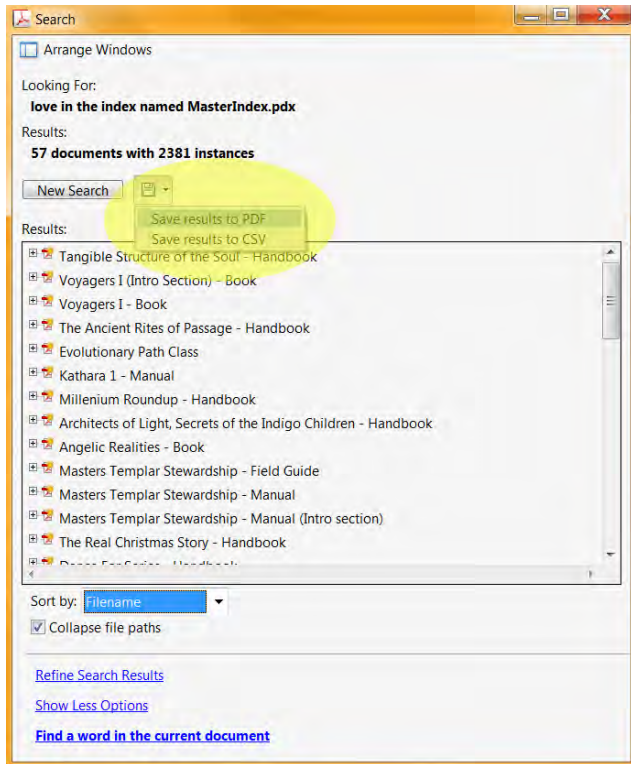 Search
Arrange Windows
Looking For:
love in the index named MasterIndex.pdx
Results:
57 documents with 2381 instances
New Search
Save results to PDF
Save results to CSV
Results:
Tangible Structure of the Soul - Handbook
Voyagers I (Intro Section) - Book
Voyagers I - Book
The Ancient Rites of Passage - Handbook
Evolutionary Path Class
Kathara 1 - Manual
Millenium Roundup - Handbook
Architects of Light, Secrets of the Indigo Children - Handbook
Angelic Realities - Book
Masters Templar Stewardship - Field Guide
Masters Templar Stewardship - Manual
Masters Templar Stewardship - Manual (Intro section)
The Real Christmas Story - Handbook
Sort by: Filename
Collapse file paths
Refine Search Results
Show Less Options
Find a word in the current document